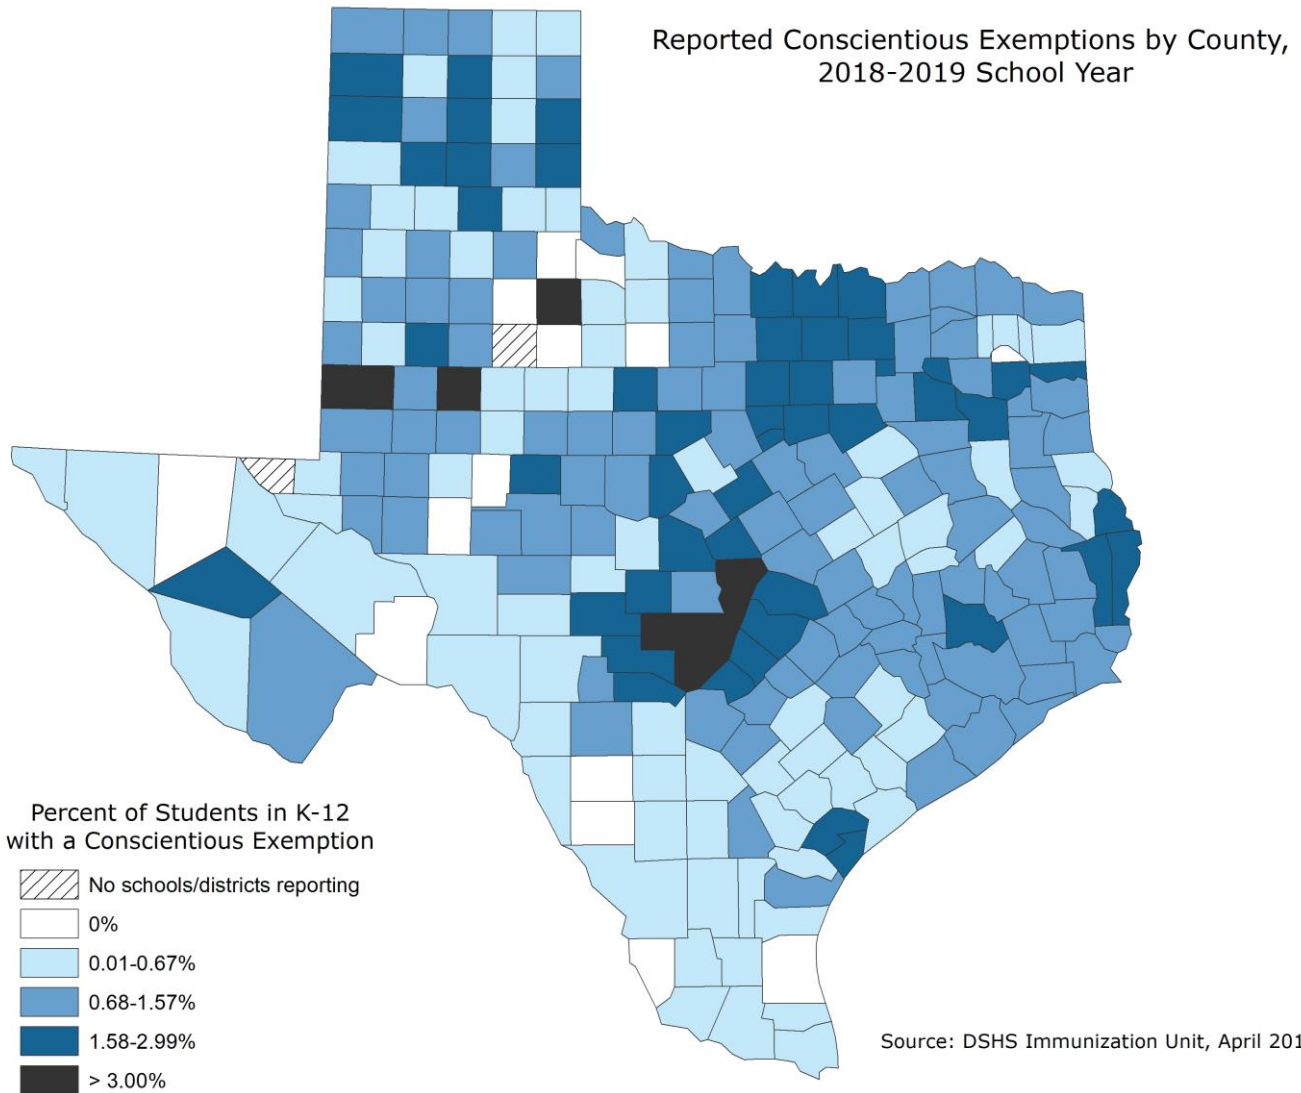 Reported Conscientious Exemptions by County,
2018-2019 School Year
Percent of Students in K-12
with a Conscientious Exemption
No schools/districts reporting
0%
0.01-0.67%
0.68-1.57%
1.58-2.99%
> 3.00%
Source: DSHS Immunization Unit, April 201